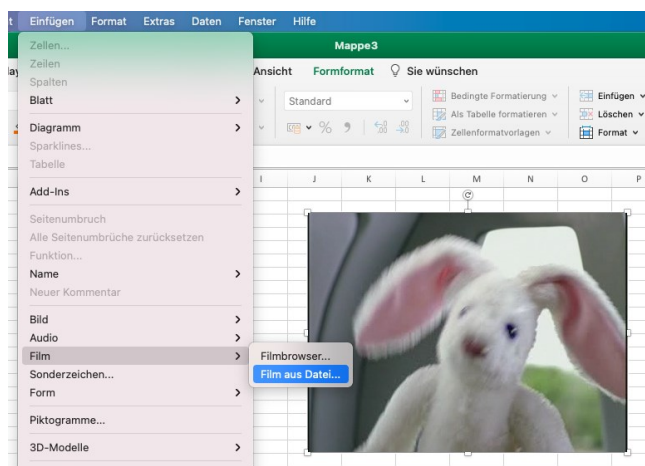 Einfügen Format Extras Daten Fenster Hilfe
Mappe3
Zellen...
Zeilen
Spalten
Blatt
Diagramm
Sparklines...
Tabelle
Add-Ins
Seitenumbruch
Alle Seitenumbrüche zurücksetzen
Funktion...
Name
Neuer Kommentar
Bild
Audio
Film
Sonderzeichen...
Form
Piktogramme...
3D-Modelle
Filmbrowser...
Film aus Datei...
Ansicht Formformat Sie wünschen
Standard
%
Bedingte Formatierung
Als Tabelle formatieren
Zellenformatvorlagen
Einfügen
Löschen
Format
I J K L M N O P